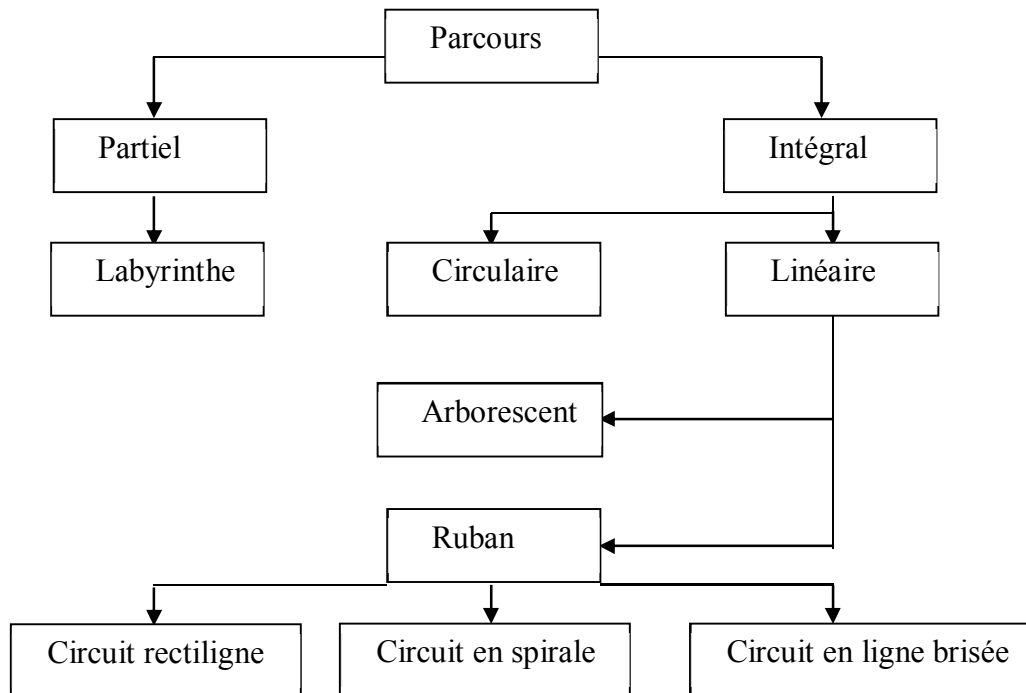 Parcours
Partiel
Intégral
Labyrinthe
Circulaire
Linéaire
Arborescent
Ruban
Circuit rectiligne
Circuit en spirale
Circuit en ligne brisée